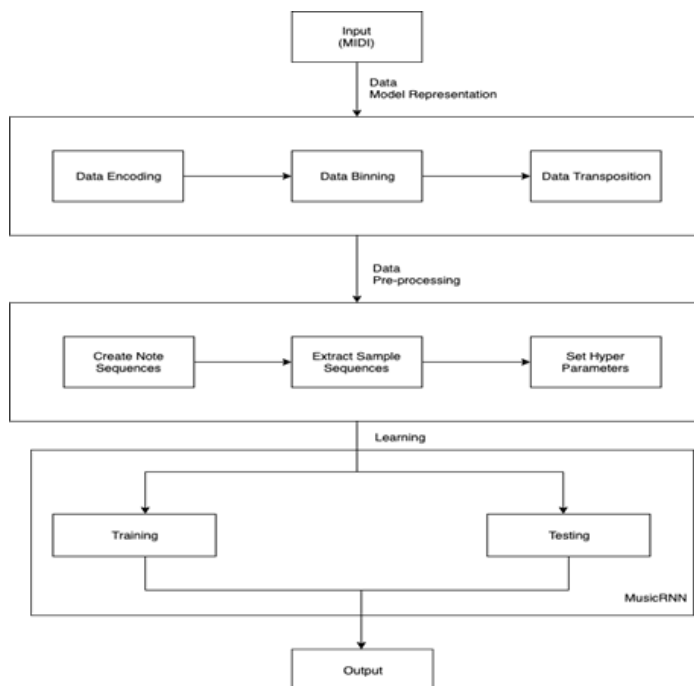 Input
(MIDI)
Data
Model Representation
Data Encoding
Data Binning
Data Transposition
Data
Pre-processing
Create Note
Sequences
Extract Sample
Sequences
Set Hyper
Parameters
Learning
Training
Testing
MusicRNN
Output